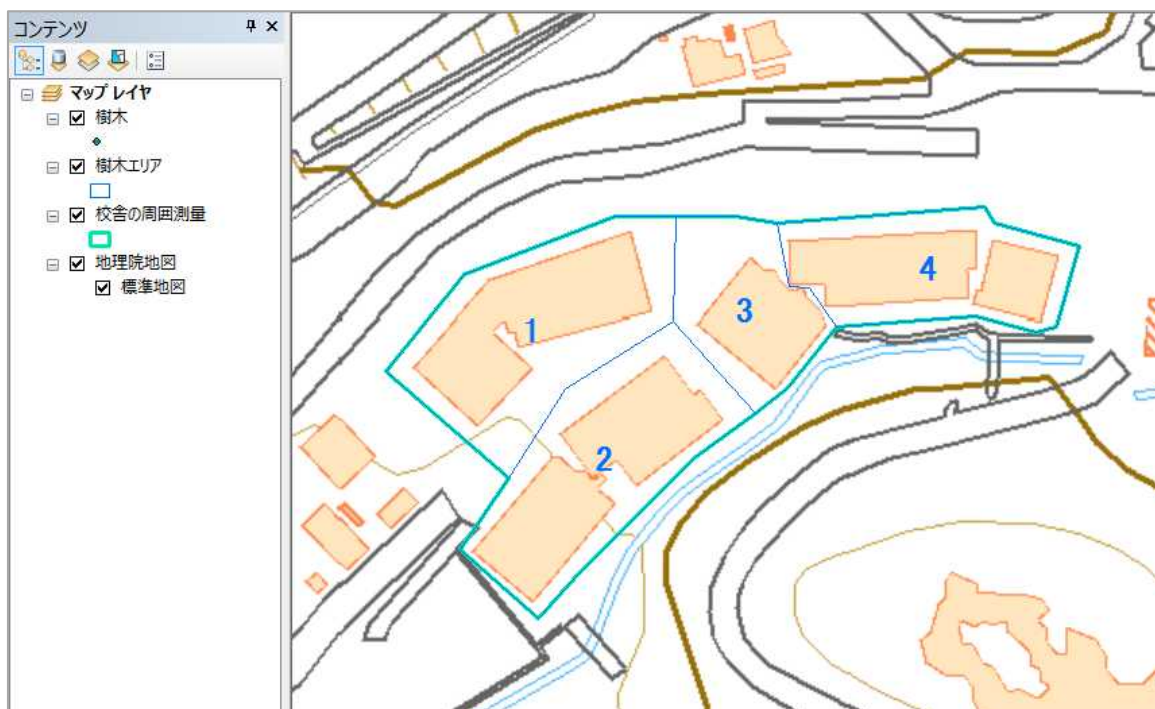 コンテンツ
マップ レイヤ
樹木
樹木エリア
校舎の周囲測量
地理院地図
標準地図
1
2
3
4